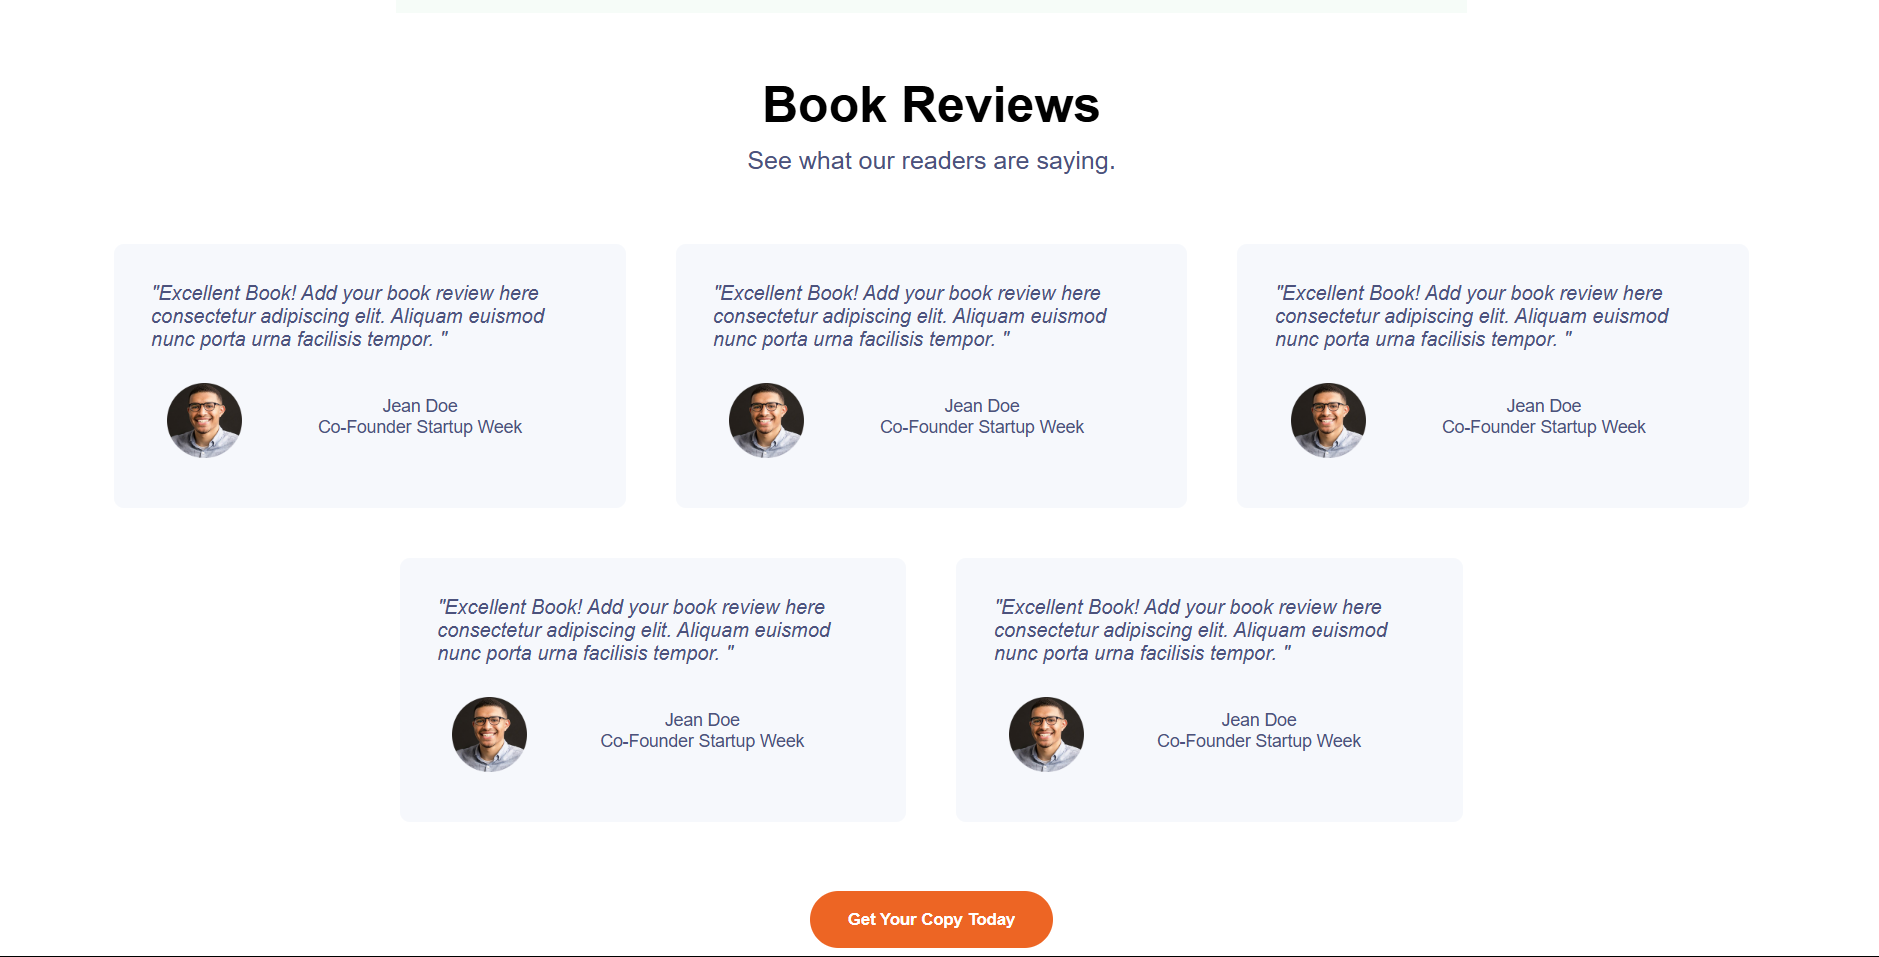 Book Reviews
See what our readers are saying.
"Excellent Book! Add your book review here
consectetur adipiscing elit. Aliquam euismod
nunc porta urna facilisis tempor. "
Jean Doe
Co-Founder Startup Week
"Excellent Book! Add your book review here
consectetur adipiscing elit. Aliquam euismod
nunc porta urna facilisis tempor. "
Jean Doe
Co-Founder Startup Week
"Excellent Book! Add your book review here
consectetur adipiscing elit. Aliquam euismod
nunc porta urna facilisis tempor. "
Jean Doe
Co-Founder Startup Week
"Excellent Book! Add your book review here
consectetur adipiscing elit. Aliquam euismod
nunc porta urna facilisis tempor. "
Jean Doe
Co-Founder Startup Week
"Excellent Book! Add your book review here
consectetur adipiscing elit. Aliquam euismod
nunc porta urna facilisis tempor. "
Jean Doe
Co-Founder Startup Week
Get Your Copy Today